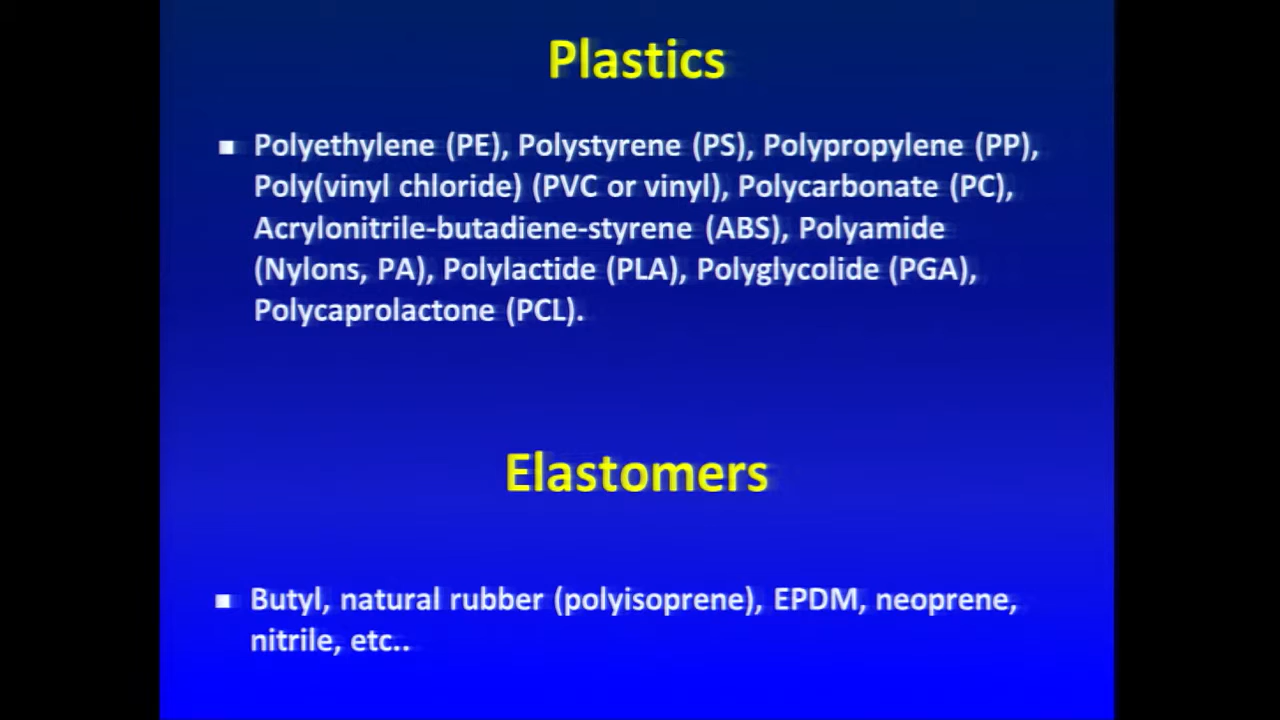 Plastics
Polyethylene (PE), Polystyrene (PS), Polypropylene (PP),
Poly(vinyl chloride) (PVC or vinyl), Polycarbonate (PC),
Acrylonitrile-butadiene-styrene (ABS), Polyamide
(Nylons, PA), Polylactide (PLA), Polyglycolide (PGA),
Polycaprolactone (PCL).
Elastomers
Butyl, natural rubber (polyisoprene), EPDM, neoprene,
nitrile, etc..